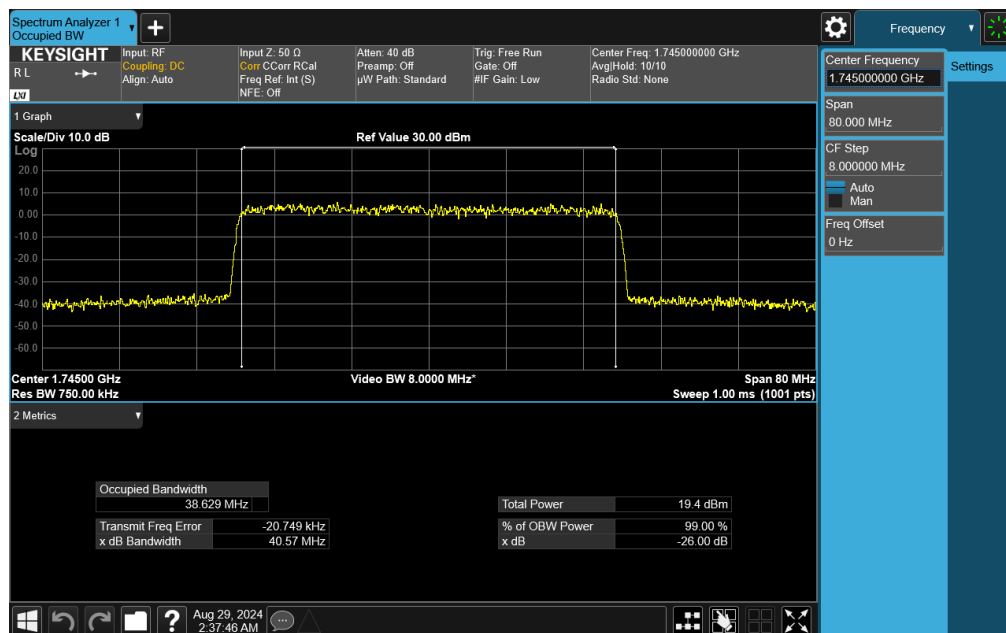 Spectrum Analyzer 1
Occupied BW
+
Frequency
KEYSIGHT
R L
LXI
Input: RF
Coupling: DC
Align: Auto
Input Z: 50 Ω
Corr CCorr RCal
Freq Ref: Int (S)
NFE: Off
Atten: 40 dB
Preamp: Off
µW Path: Standard
Trig: Free Run
Gate: Off
#IF Gain: Low
Center Freq: 1.745000000 GHz
Avg|Hold: 10/10
Radio Std: None
Center Frequency
1.745000000 GHz
Settings
Span
80.000 MHz
CF Step
8.000000 MHz
Auto
Man
Freq Offset
0 Hz
1 Graph
Scale/Div 10.0 dB
Ref Value 30.00 dBm
Log
20.0
10.0
0.00
-10.0
-20.0
-30.0
-40.0
-50.0
-60.0
Center 1.74500 GHz
Video BW 8.0000 MHz*
Span 80 MHz
Res BW 750.00 kHz
Sweep 1.00 ms (1001 pts)
2 Metrics
Occupied Bandwidth
38.629 MHz
Total Power 19.4 dBm
Transmit Freq Error -20.749 kHz
% of OBW Power 99.00 %
x dB Bandwidth 40.57 MHz
x dB -26.00 dB
?
Aug 29, 2024
2:37:46 AM